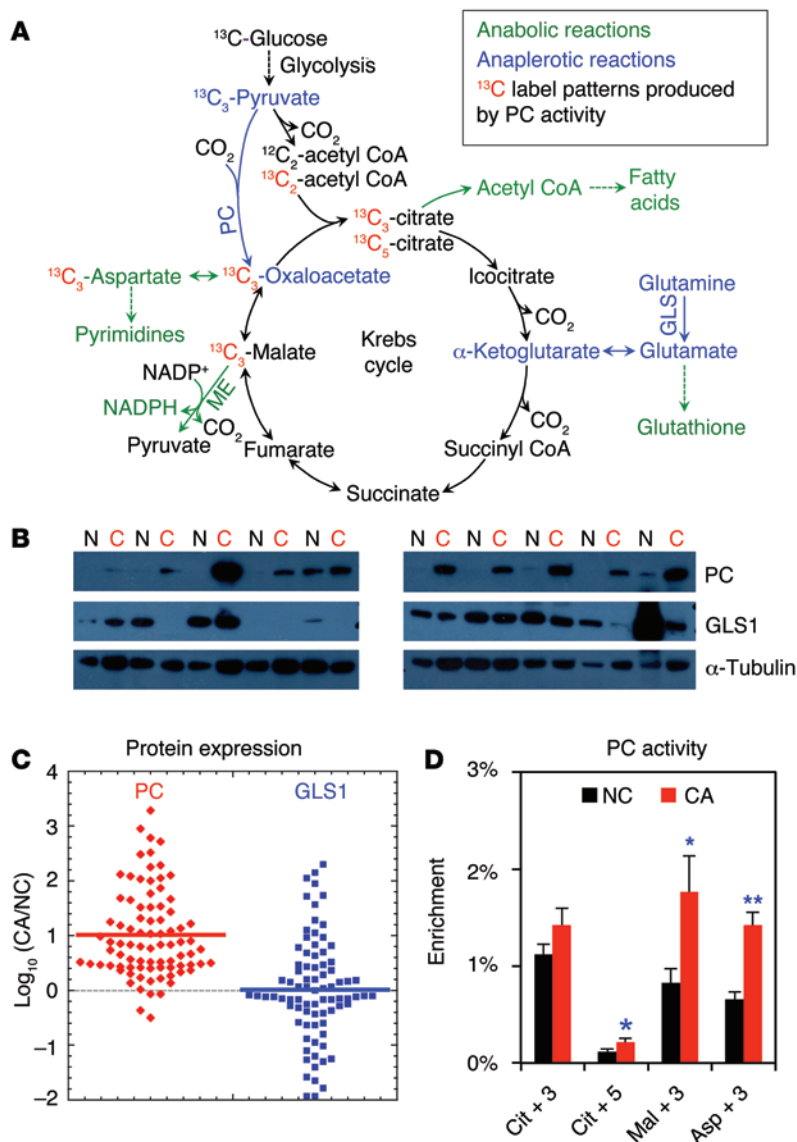 A
¹³C-Glucose
Glycolysis
¹³C₃-Pyruvate
CO₂
CO₂
¹²C₂-acetyl CoA
¹³C₂-acetyl CoA
PC
Anabolic reactions
Anaplerotic reactions
¹³C label patterns produced
by PC activity
¹³C₃-citrate
¹³C₅-citrate
Acetyl CoA
Fatty
acids
¹³C₃-Aspartate
¹³C₃-Oxaloacetate
Icocitrate
Glutamine
GLS
CO₂
Pyrimidines
Krebs
cycle
α-Ketoglutarate
Glutamate
¹³C₃-Malate
NADP⁺
NADPH
ME
CO₂
Pyruvate
Fumarate
CO₂
Succinyl CoA
Glutathione
Succinate
B
N C N C N C N C N C
N C N C N C N C N C
PC
GLS1
α-Tubulin
C
Protein expression
PC
GLS1
Log₁₀ (CA/NC)
4
3
2
1
0
−1
−2
D
PC activity
NC
CA
Enrichment
3%
2%
1%
0%
*
*
**
*
Cit + 3
Cit + 5
Mal + 3
Asp + 3